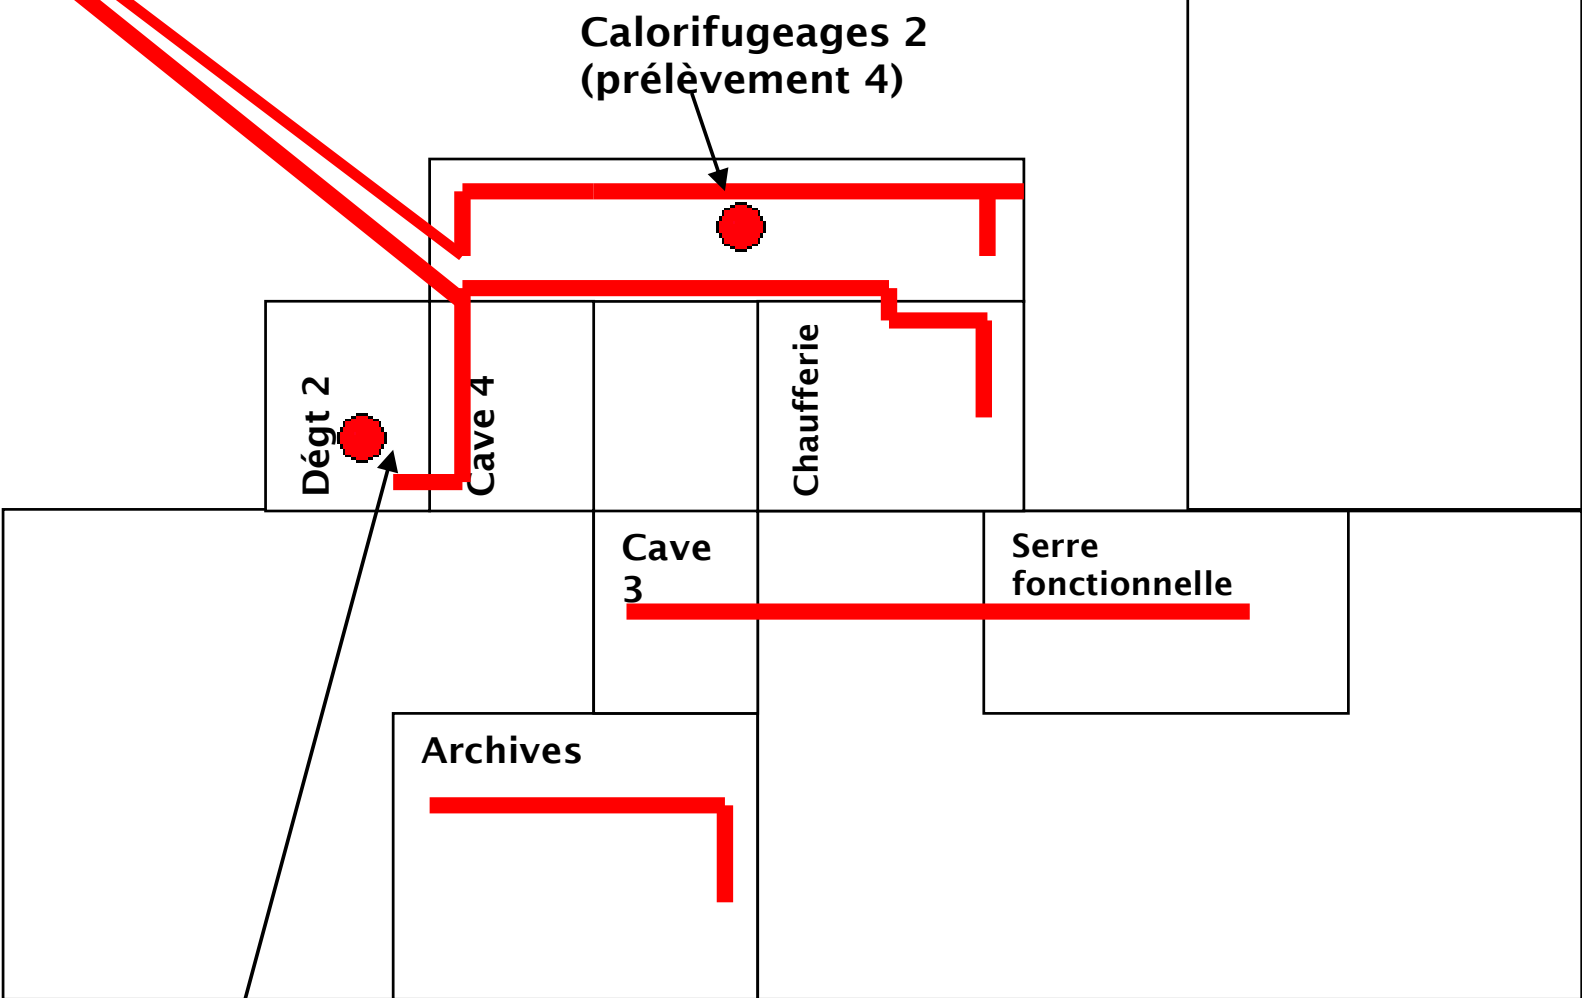 Calorifugeages 2
(prélèvement 4)
Dégt 2
Cave 4
Chaufferie
Cave
3
Serre
fonctionnelle
Archives